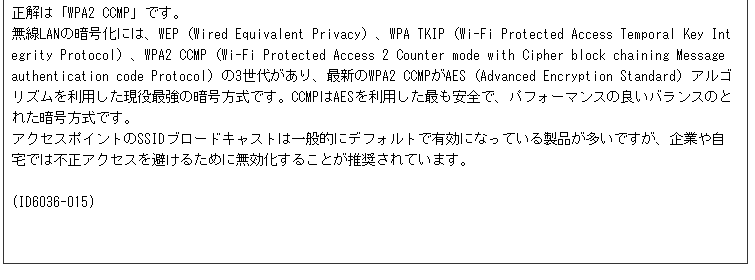 正解は「WPA2 CCMP」です。
無線LANの暗号化には、WEP (Wired Equivalent Privacy) 、WPA TKIP (Wi-Fi Protected Access Temporal Key Int
egrity Protocol) 、WPA2 CCMP (Wi-Fi Protected Access 2 Counter mode with Cipher block chaining Message
authentication code Protocol) の3世代があり、最新のWPA2 CCMPがAES (Advanced Encryption Standard) アルゴ
リズムを利用した現役最強の暗号方式です。CCMPはAESを利用した最も安全で、パフォーマンスの良いバランスのと
れた暗号方式です。
アクセスポイントのSSIDブロードキャストは一般的にデフォルトで有効になっている製品が多いですが、企業や自
宅では不正アクセスを避けるために無効化することが推奨されています。
(ID6036-015)